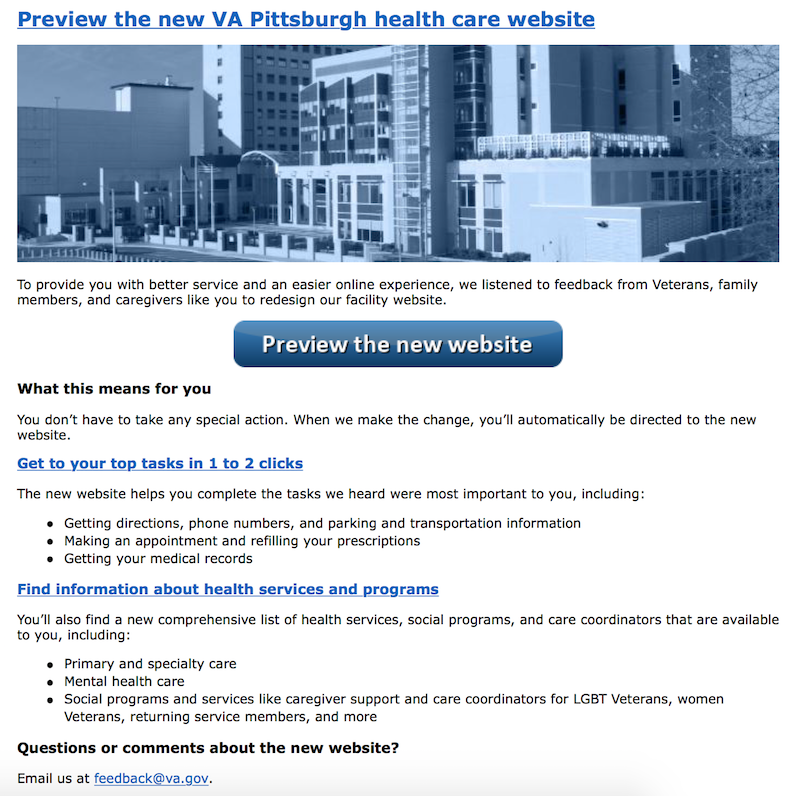 Preview the new VA Pittsburgh health care website
To provide you with better service and an easier online experience, we listened to feedback from Veterans, family
members, and caregivers like you to redesign our facility website.
Preview the new website
What this means for you
You don’t have to take any special action. When we make the change, you’ll automatically be directed to the new
website.
Get to your top tasks in 1 to 2 clicks
The new website helps you complete the tasks we heard were most important to you, including:
• Getting directions, phone numbers, and parking and transportation information
• Making an appointment and refilling your prescriptions
• Getting your medical records
Find information about health services and programs
You’ll also find a new comprehensive list of health services, social programs, and care coordinators that are available
to you, including:
• Primary and specialty care
• Mental health care
• Social programs and services like caregiver support and care coordinators for LGBT Veterans, women
Veterans, returning service members, and more
Questions or comments about the new website?
Email us at feedback@va.gov.